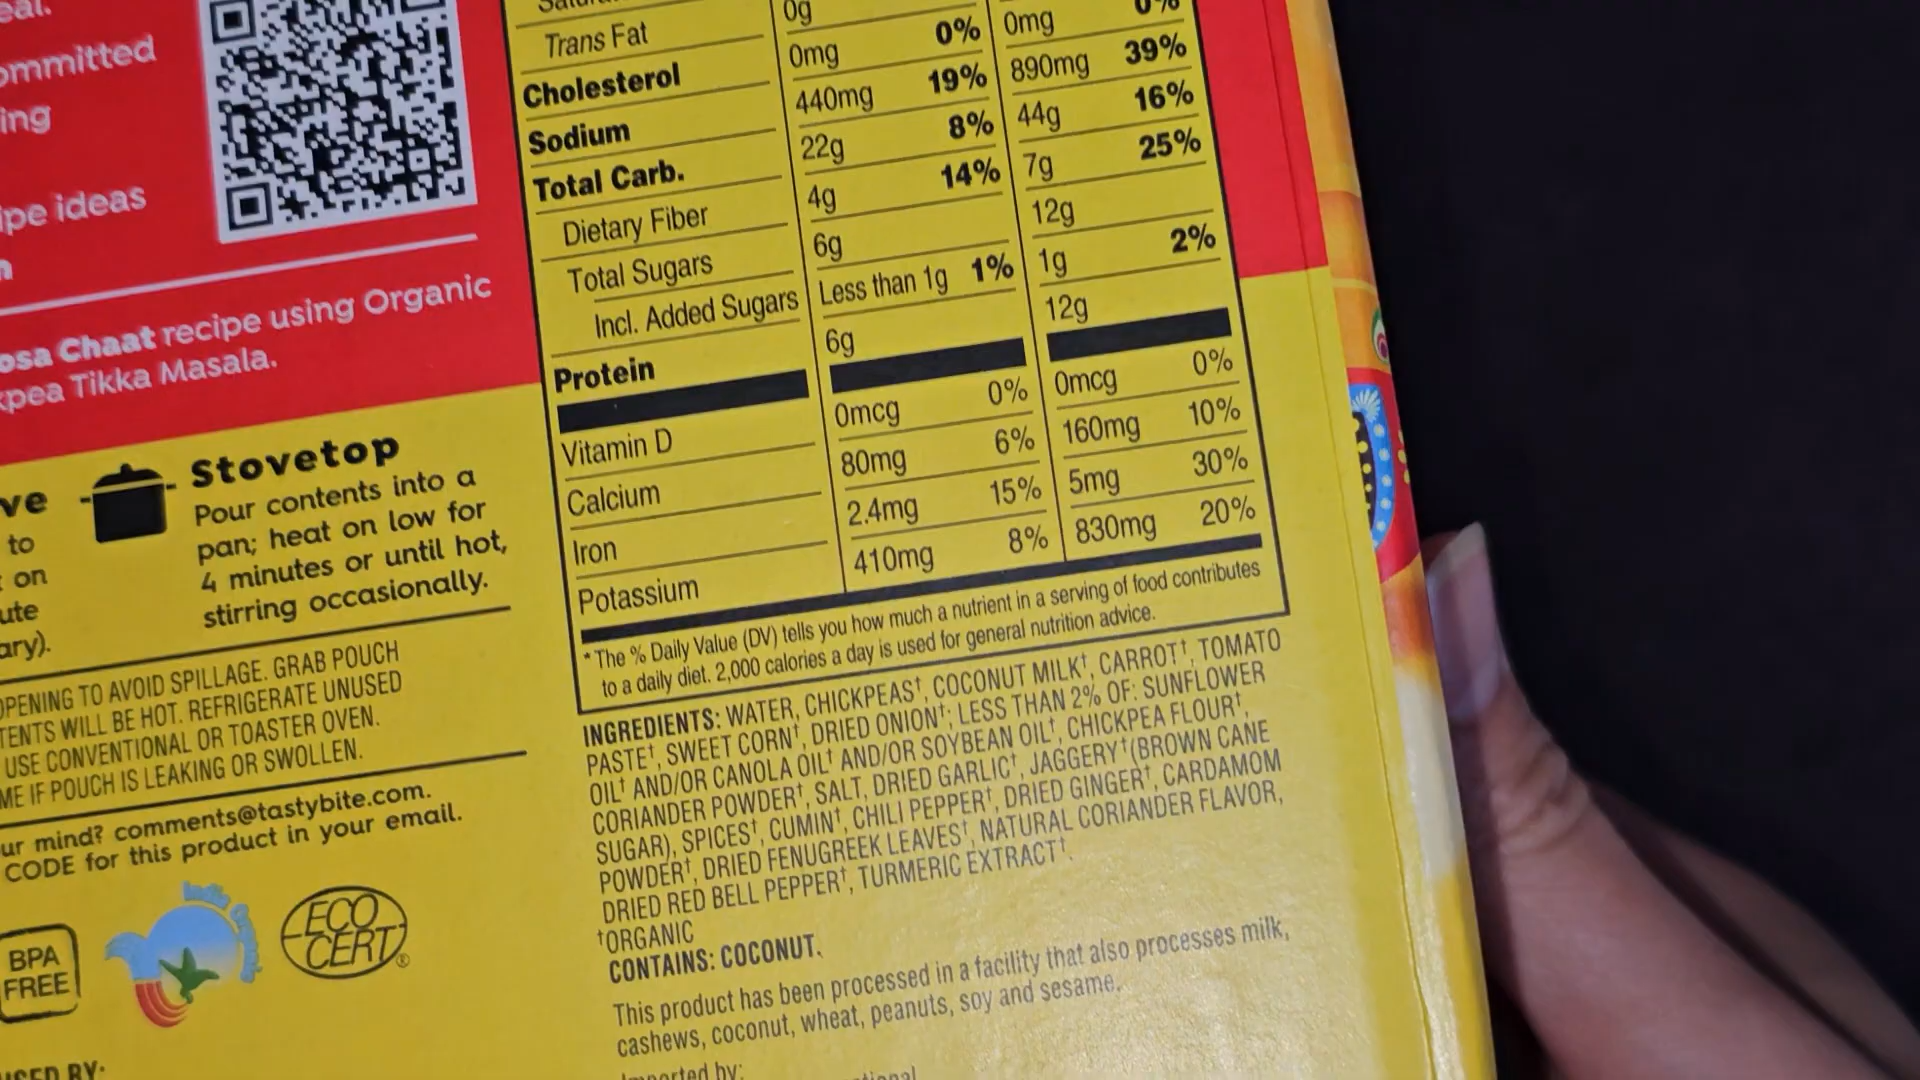 ommitted
ing
ipe ideas
osa Chaat recipe using Organic
kpea Tikka Masala.
Trans Fat 0g
Cholesterol 0mg 0% 0mg 0%
Sodium 440mg 19% 890mg 39%
Total Carb. 22g 8% 44g 16%
Dietary Fiber 4g 14% 7g 25%
Total Sugars 6g 12g
Incl. Added Sugars Less than 1g 1% 1g 2%
Protein 6g 12g
Vitamin D 0mcg 0% 0mcg 0%
Calcium 80mg 6% 160mg 10%
Iron 2.4mg 15% 5mg 30%
Potassium 410mg 8% 830mg 20%
* The % Daily Value (DV) tells you how much a nutrient in a serving of food contributes
to a daily diet. 2,000 calories a day is used for general nutrition advice.
Stovetop
Pour contents into a
pan; heat on low for
4 minutes or until hot,
stirring occasionally.
ve
to
on
ute
ary).
OPENING TO AVOID SPILLAGE. GRAB POUCH
TENTS WILL BE HOT. REFRIGERATE UNUSED
USE CONVENTIONAL OR TOASTER OVEN.
ME IF POUCH IS LEAKING OR SWOLLEN.
ur mind? comments@tastybite.com.
CODE for this product in your email.
BPA
FREE
India Organic
ECO
CERT®
INGREDIENTS: WATER, CHICKPEAS†, COCONUT MILK†, CARROT†, TOMATO
PASTE†, SWEET CORN†, DRIED ONION†; LESS THAN 2% OF: SUNFLOWER
OIL† AND/OR CANOLA OIL† AND/OR SOYBEAN OIL†, CHICKPEA FLOUR†,
CORIANDER POWDER†, SALT, DRIED GARLIC†, JAGGERY†(BROWN CANE
SUGAR), SPICES†, CUMIN†, CHILI PEPPER†, DRIED GINGER†, CARDAMOM
POWDER†, DRIED FENUGREEK LEAVES†, NATURAL CORIANDER FLAVOR,
DRIED RED BELL PEPPER†, TURMERIC EXTRACT†.
†ORGANIC
CONTAINS: COCONUT.
This product has been processed in a facility that also processes milk,
cashews, coconut, wheat, peanuts, soy and sesame.
Imported by: